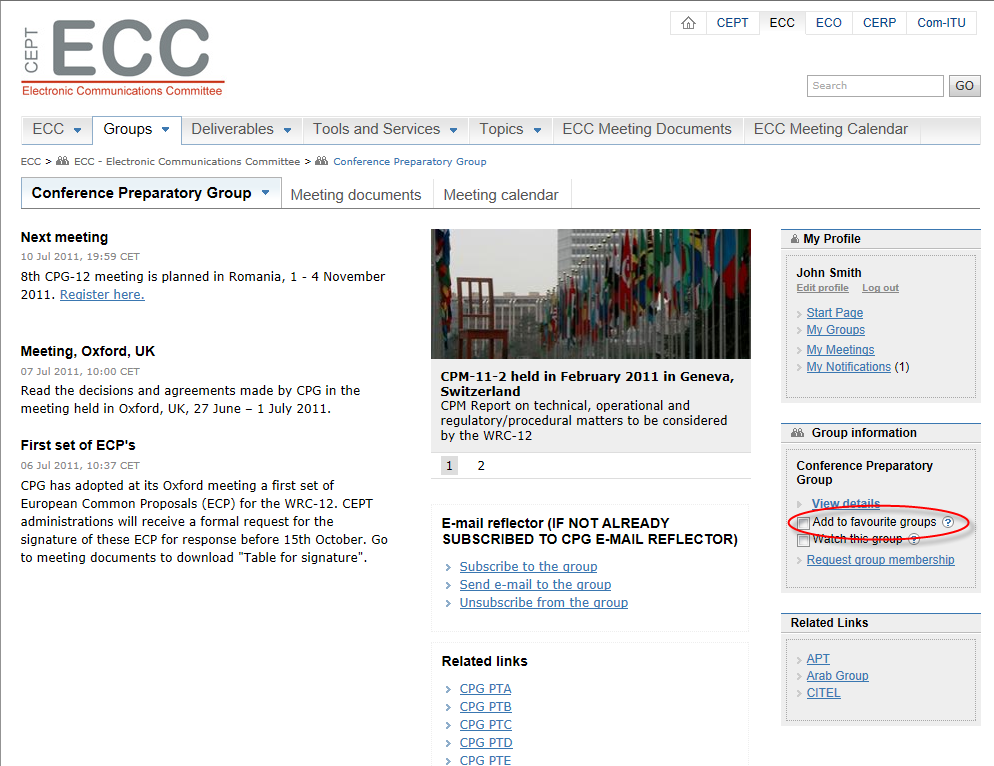 CEPT
ECC
Electronic Communications Committee
CEPT ECC ECO CERP Com-ITU
Search GO
ECC Groups Deliverables Tools and Services Topics ECC Meeting Documents ECC Meeting Calendar
ECC > ECC - Electronic Communications Committee > Conference Preparatory Group
Conference Preparatory Group Meeting documents Meeting calendar
Next meeting
10 Jul 2011, 19:59 CET
8th CPG-12 meeting is planned in Romania, 1 - 4 November
2011. Register here.
Meeting, Oxford, UK
07 Jul 2011, 10:00 CET
Read the decisions and agreements made by CPG in the
meeting held in Oxford, UK, 27 June – 1 July 2011.
First set of ECP's
06 Jul 2011, 10:37 CET
CPG has adopted at its Oxford meeting a first set of
European Common Proposals (ECP) for the WRC-12. CEPT
administrations will receive a formal request for the
signature of these ECP for response before 15th October. Go
to meeting documents to download "Table for signature".
CPM-11-2 held in February 2011 in Geneva,
Switzerland
CPM Report on technical, operational and
regulatory/procedural matters to be considered
by the WRC-12
1 2
E-mail reflector (IF NOT ALREADY
SUBSCRIBED TO CPG E-MAIL REFLECTOR)
Subscribe to the group
Send e-mail to the group
Unsubscribe from the group
Related links
CPG PTA
CPG PTB
CPG PTC
CPG PTD
CPG PTE
My Profile
John Smith
Edit profile Log out
Start Page
My Groups
My Meetings
My Notifications (1)
Group information
Conference Preparatory
Group
View details
Add to favourite groups ?
Watch this group ?
Request group membership
Related Links
APT
Arab Group
CITEL